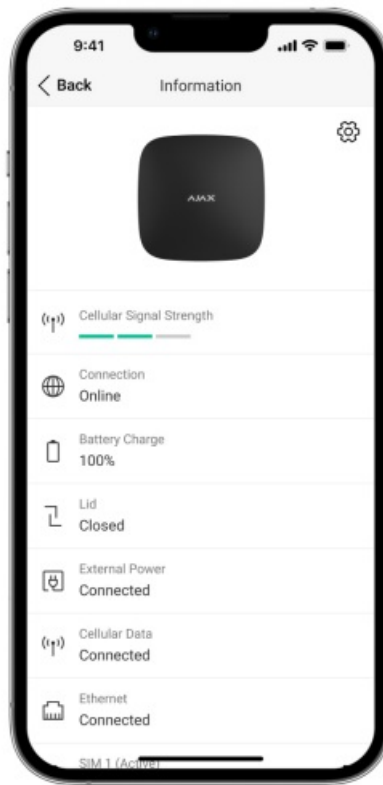 9:41
Back
Information
AJAX
Cellular Signal Strength
Connection
Online
Battery Charge
100%
Lid
Closed
External Power
Connected
Cellular Data
Connected
Ethernet
Connected
SIM 1 (Active)